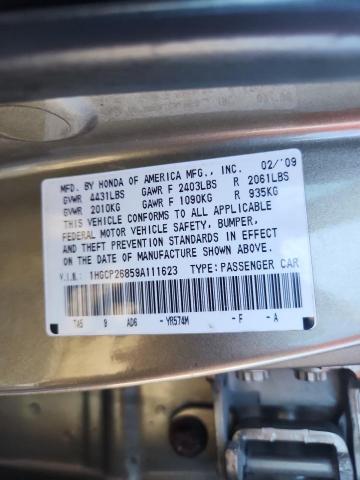 MFD. BY HONDA OF AMERICA MFG., INC. 02/'09
GVWR 4431LBS GAWR F 2403LBS R 2061LBS
GVWR 2010KG GAWR F 1090KG R 935KG
THIS VEHICLE CONFORMS TO ALL APPLICABLE
FEDERAL MOTOR VEHICLE SAFETY, BUMPER,
AND THEFT PREVENTION STANDARDS IN EFFECT
ON THE DATE OF MANUFACTURE SHOWN ABOVE.
V.I.N.: 1HGCP26859A111623 TYPE:PASSENGER CAR
TA5 9 AD6 -YR574M -F -A